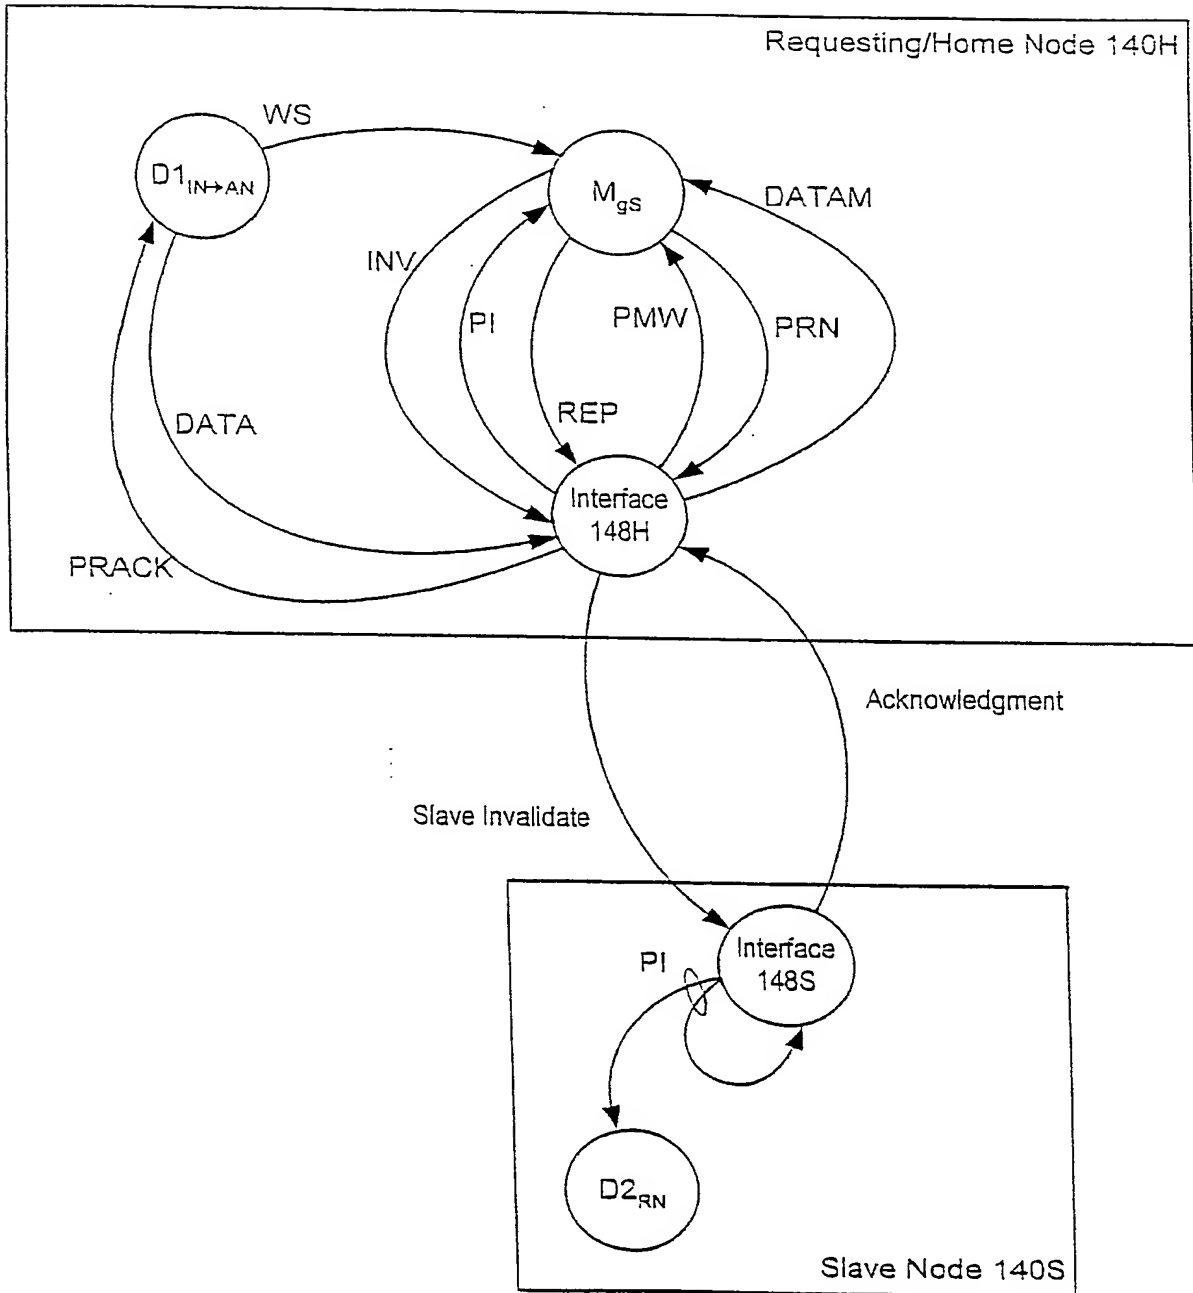 Requesting/Home Node 140H
WS
D1IN→AN
MgS
DATAM
INV
PI
PMW
PRN
REP
DATA
Interface
148H
PRACK
Acknowledgment
Slave Invalidate
Interface
148S
PI
D2RN
Slave Node 140S